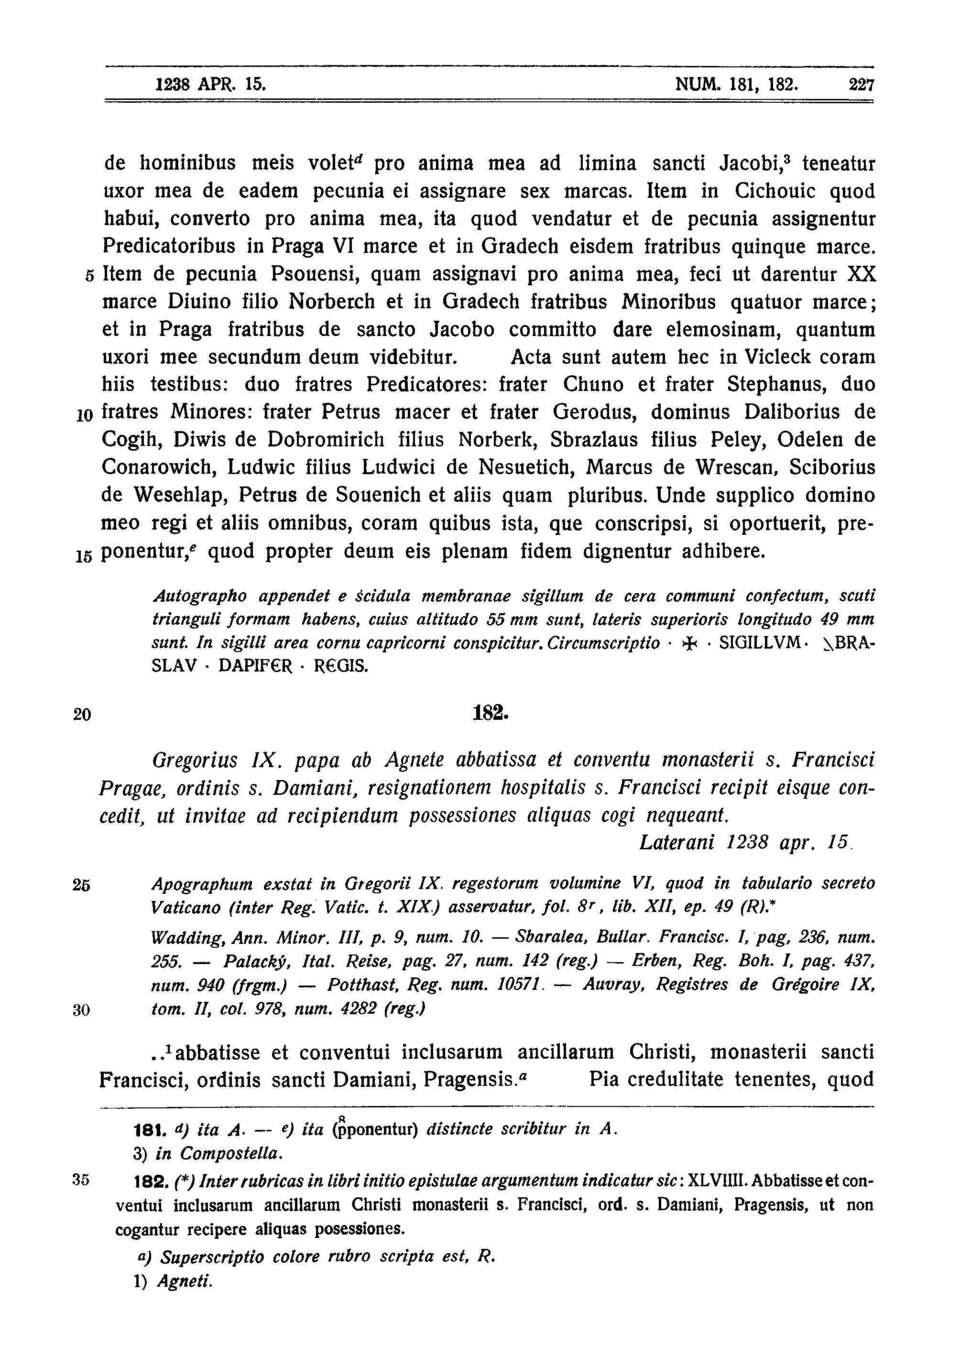 1238 APR. 15. NUM. 181, 182. 227
de hominibus meis voletᵈ pro anima mea ad limina sancti Jacobi,³ teneatur
uxor mea de eadem pecunia ei assignare sex marcas. Item in Cichouic quod
habui, converto pro anima mea, ita quod vendatur et de pecunia assignentur
Predicatoribus in Praga VI marce et in Gradech eisdem fratribus quinque marce.
5 Item de pecunia Psouensi, quam assignavi pro anima mea, feci ut darentur XX
marce Diuino filio Norberch et in Gradech fratribus Minoribus quatuor marce;
et in Praga fratribus de sancto Jacobo committo dare elemosinam, quantum
uxori mee secundum deum videbitur. Acta sunt autem hec in Vicleck coram
hiis testibus: duo fratres Predicatores: frater Chuno et frater Stephanus, duo
10 fratres Minores: frater Petrus macer et frater Gerodus, dominus Daliborius de
Cogih, Diwis de Dobromirich filius Norberk, Sbrazlaus filius Peley, Odelen de
Conarowich, Ludwic filius Ludwici de Nesuetich, Marcus de Wrescan, Sciborius
de Wesehlap, Petrus de Souenich et aliis quam pluribus. Unde supplico domino
meo regi et aliis omnibus, coram quibus ista, que conscripsi, si oportuerit, pre-
15 ponentur,ᵉ quod propter deum eis plenam fidem dignentur adhibere.
Autographo appendet e scidula membranae sigillum de cera communi confectum, scuti
trianguli formam habens, cuius altitudo 55 mm sunt, lateris superioris longitudo 49 mm
sunt. In sigilli area cornu capricorni conspicitur. Circumscriptio · ✠ · SIGILLVM · \BRA-
SLAV · DAPIFЄR · RЄGIS.
20 182.
Gregorius IX. papa ab Agnete abbatissa et conventu monasterii s. Francisci
Pragae, ordinis s. Damiani, resignationem hospitalis s. Francisci recipit eisque con-
cedit, ut invitae ad recipiendum possessiones aliquas cogi nequeant.
Laterani 1238 apr. 15.
25 Apographum exstat in Gregorii IX. regestorum volumine VI, quod in tabulario secreto
Vaticano (inter Reg. Vatic. t. XIX.) asservatur, fol. 8ʳ, lib. XII, ep. 49 (R).*
Wadding, Ann. Minor. III, p. 9, num. 10. — Sbaralea, Bullar. Francisc. I, pag, 236, num.
255. — Palacký, Ital. Reise, pag. 27, num. 142 (reg.) — Erben, Reg. Boh. I, pag. 437,
num. 940 (frgm.) — Potthast, Reg. num. 10571. — Auvray, Registres de Grégoire IX,
30 tom. II, col. 978, num. 4282 (reg.)
..¹ abbatisse et conventui inclusarum ancillarum Christi, monasterii sancti
Francisci, ordinis sancti Damiani, Pragensis.ᵃ Pia credulitate tenentes, quod
181. d) ita A. — e) ita (p̊ponentur) distincte scribitur in A.
3) in Compostella.
35 182. (*) Inter rubricas in libri initio epistulae argumentum indicatur sic: XLVIIII. Abbatisse et con-
ventui inclusarum ancillarum Christi monasterii s. Francisci, ord. s. Damiani, Pragensis, ut non
cogantur recipere aliquas posessiones.
a) Superscriptio colore rubro scripta est, R.
1) Agneti.